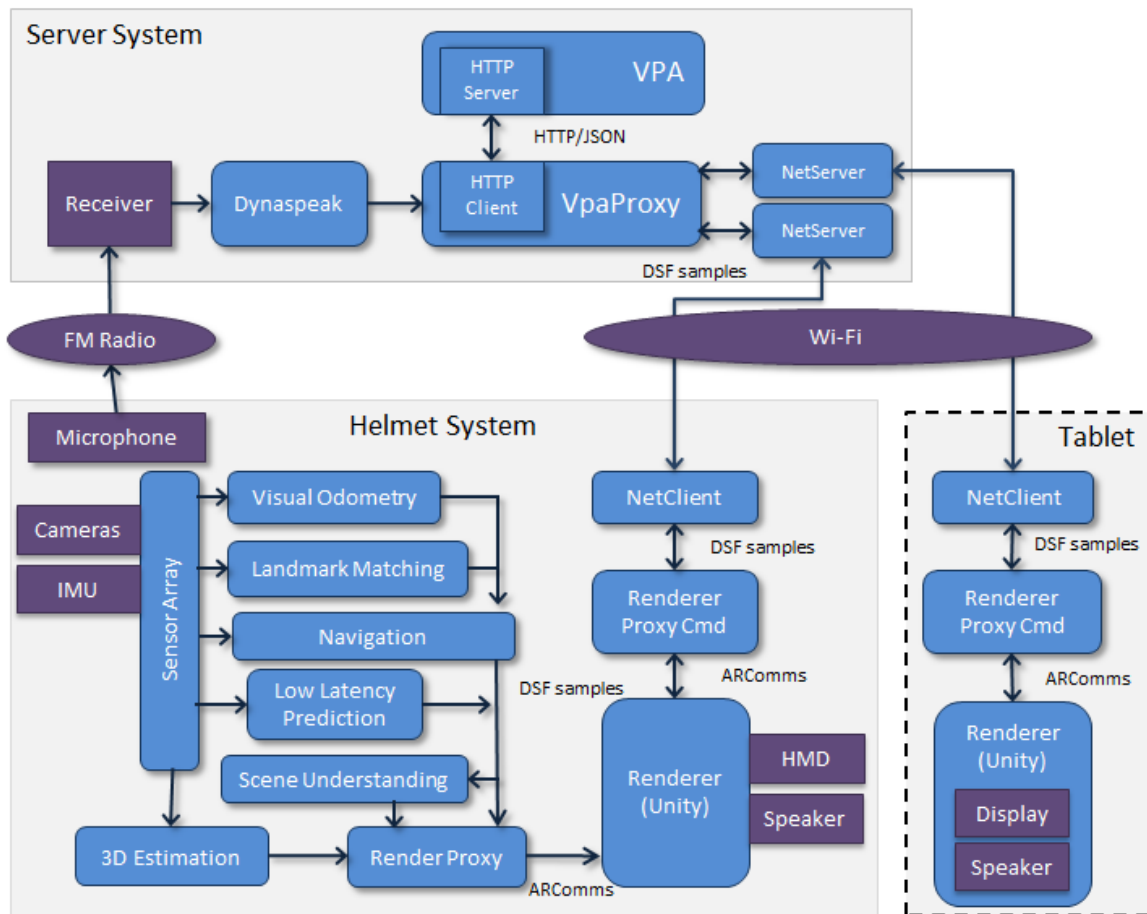 Server System
HTTP
Server
VPA
HTTP/JSON
Receiver
Dynaspeak
HTTP
Client
VpaProxy
NetServer
NetServer
DSF samples
FM Radio
Wi-Fi
Helmet System
Microphone
Tablet
Sensor Array
Cameras
IMU
Visual Odometry
Landmark Matching
Navigation
Low Latency
Prediction
Scene Understanding
3D Estimation
Render Proxy
DSF samples
ARComms
NetClient
DSF samples
Renderer
Proxy Cmd
ARComms
Renderer
(Unity)
HMD
Speaker
NetClient
DSF samples
Renderer
Proxy Cmd
ARComms
Renderer
(Unity)
Display
Speaker